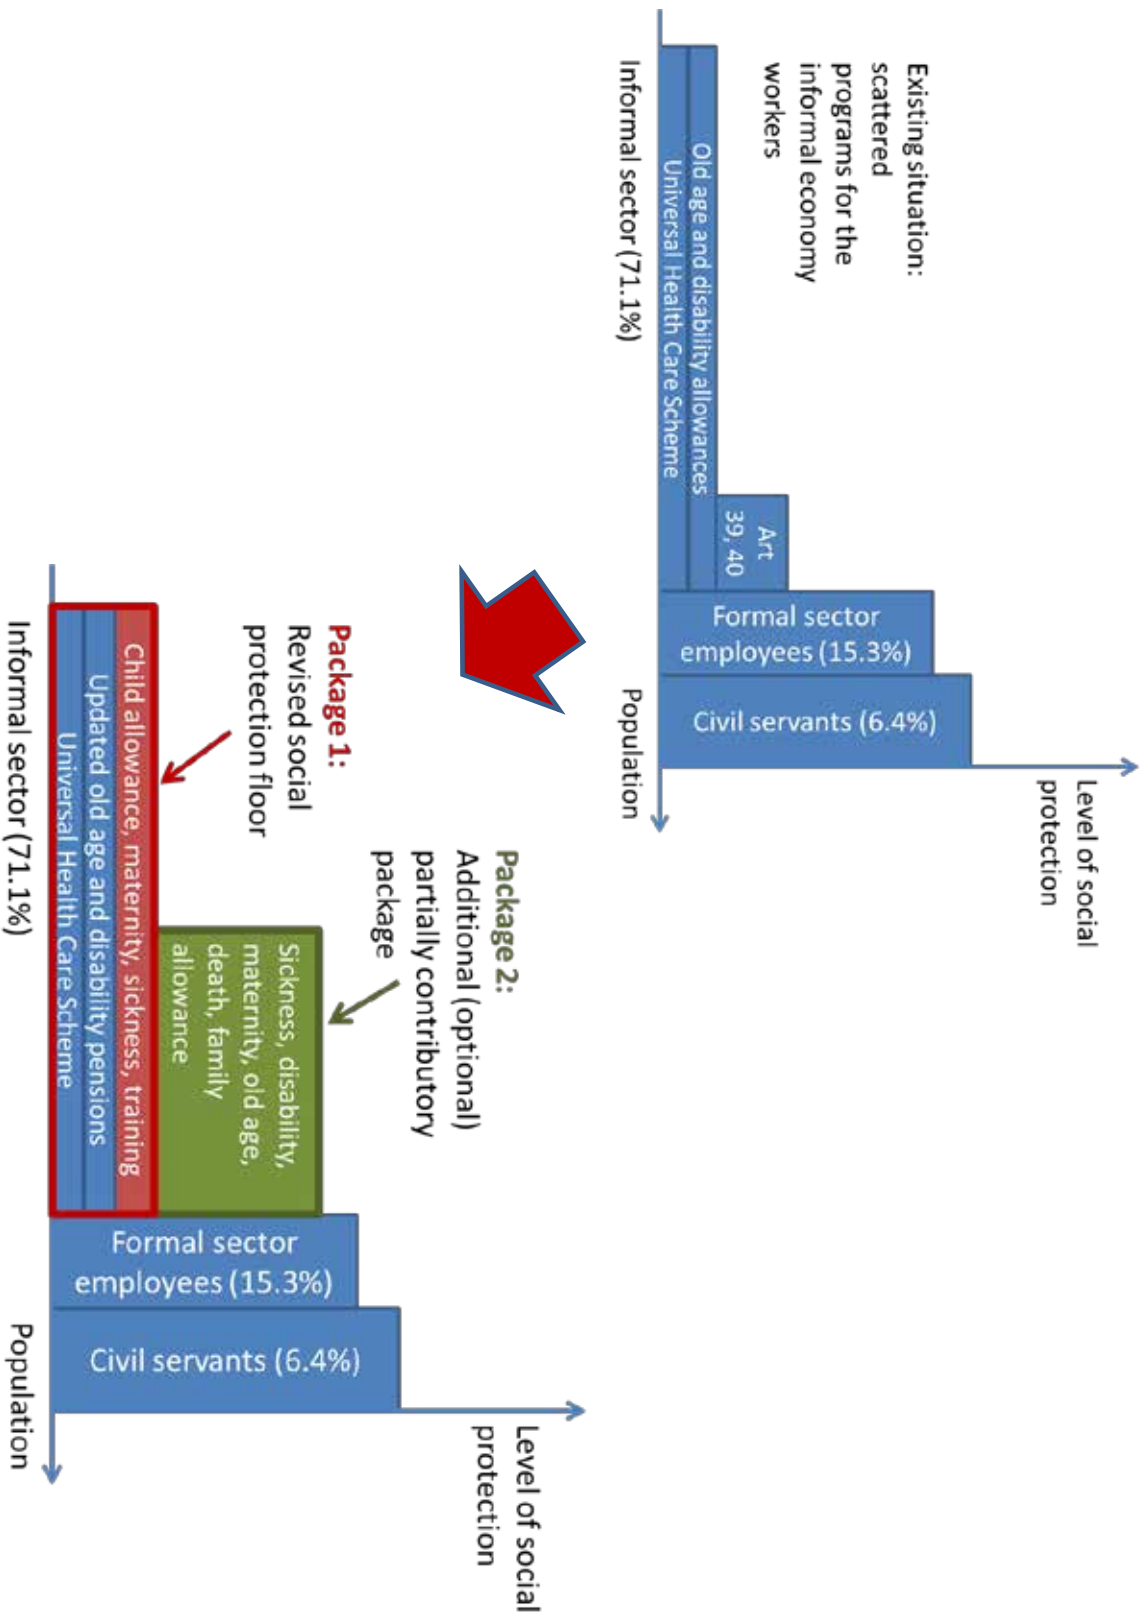 Existing situation:
scattered
programs for the
informal economy
workers
Level of social
protection
Art
39, 40
Old age and disability allowances
Universal Health Care Scheme
Formal sector
employees (15.3%)
Civil servants (6.4%)
Informal sector (71.1%)
Population
Package 1:
Revised social
protection floor
Package 2:
Additional (optional)
partially contributory
package
Level of social
protection
Sickness, disability,
maternity, old age,
death, family
allowance
Child allowance, maternity, sickness, training
Updated old age and disability pensions
Universal Health Care Scheme
Formal sector
employees (15.3%)
Civil servants (6.4%)
Informal sector (71.1%)
Population